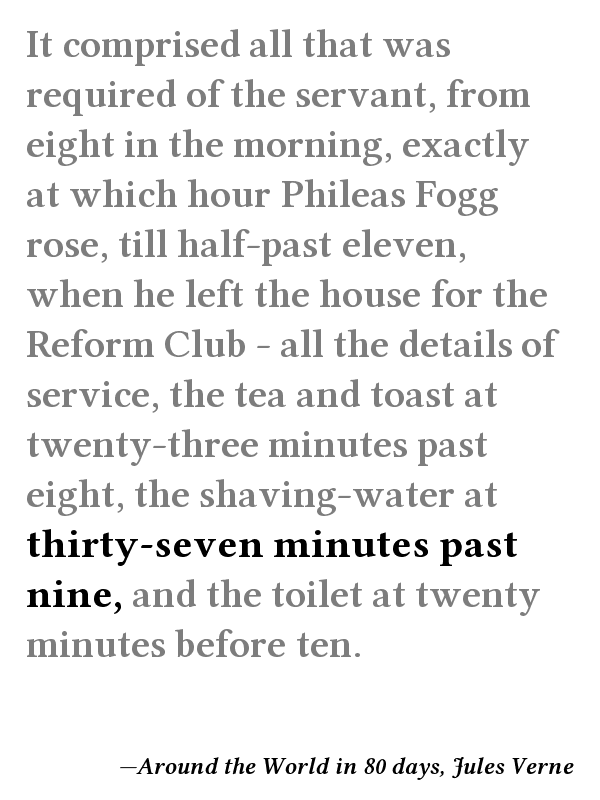 It comprised all that was
required of the servant, from
eight in the morning, exactly
at which hour Phileas Fogg
rose, till half-past eleven,
when he left the house for the
Reform Club - all the details of
service, the tea and toast at
twenty-three minutes past
eight, the shaving-water at
thirty-seven minutes past
nine, and the toilet at twenty
minutes before ten.
—Around the World in 80 days, Jules Verne